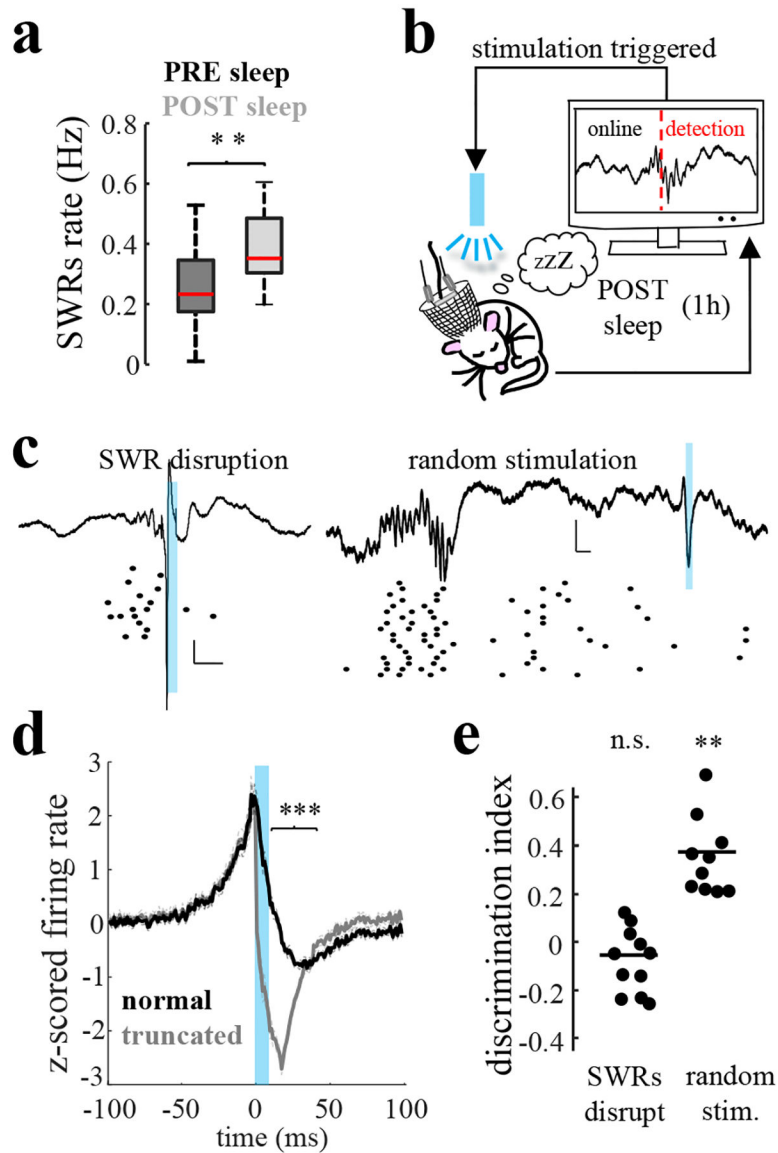 a
PRE sleep
POST sleep
**
SWRs rate (Hz)
0.8
0.6
0.4
0.2
0
b
stimulation triggered
online
detection
zzZ
POST
sleep
(1h)
c
SWR disruption
random stimulation
d
z-scored firing rate
3
2
1
0
-1
-2
-3
***
normal
truncated
-100
-50
0
50
100
time (ms)
e
n.s.
**
discrimination index
0.6
0.4
0.2
0
-0.2
-0.4
SWRs
disrupt
random
stim.